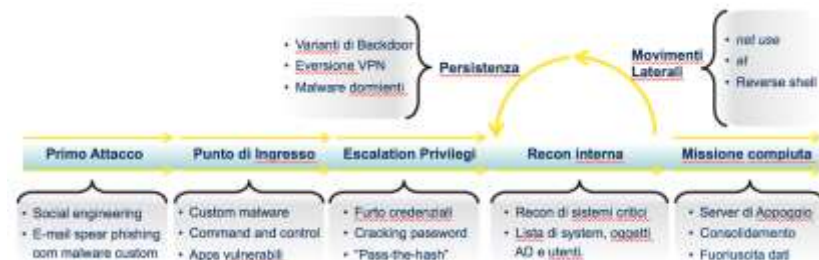 • Varianti di Backdoor
• Eversione VPN
• Malware dormienti
Persistenza
Movimenti
Laterali
• net use
• at
• Reverse shell
Primo Attacco
Punto di Ingresso
Escalation Privilegi
Recon interna
Missione compiuta
• Social engineering
• E-mail spear phishing
com malware custom
• Custom malware
• Command and control
• Apps vulnerabili
• Furto credenziali
• Cracking password
• "Pass-the-hash"
• Recon di sistemi critici
• Lista di system, oggetti
AD e utenti
• Server di Appoggio
• Consolidamento
• Fuoriuscita dati